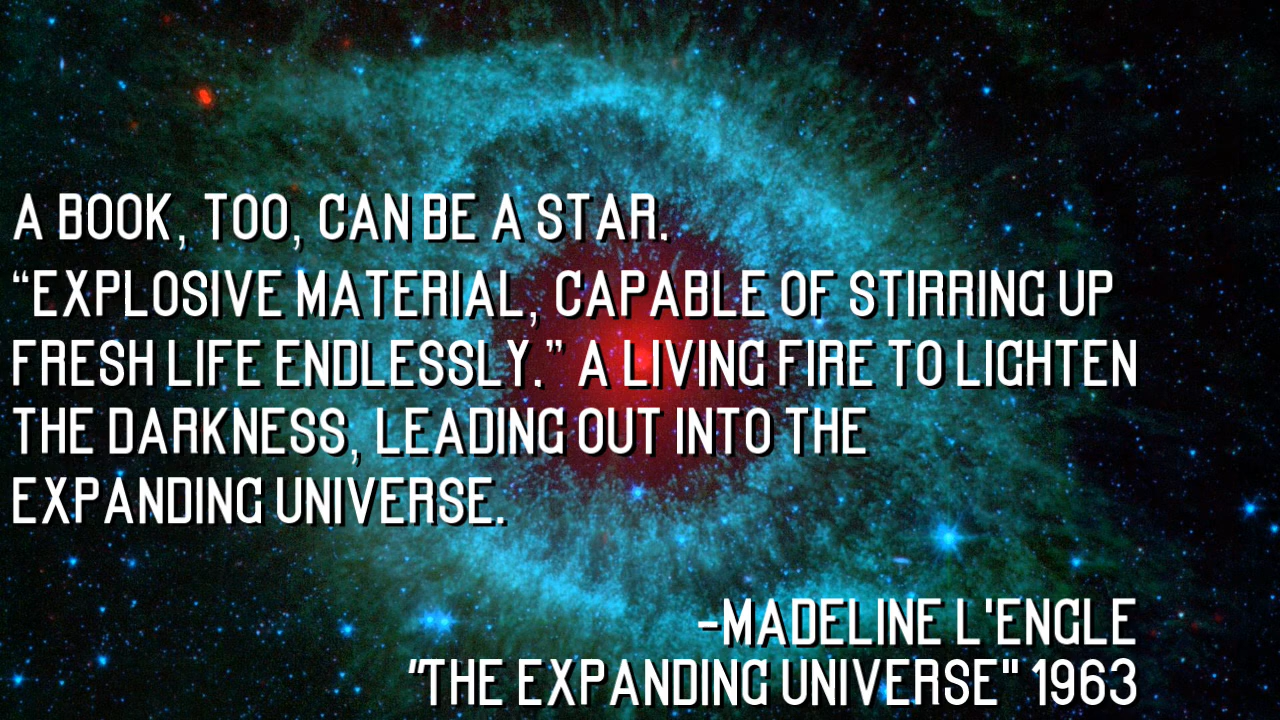 A BOOK, TOO, CAN BE A STAR.
“EXPLOSIVE MATERIAL, CAPABLE OF STIRRING UP
FRESH LIFE ENDLESSLY.” A LIVING FIRE TO LIGHTEN
THE DARKNESS, LEADING OUT INTO THE
EXPANDING UNIVERSE.
-MADELINE L'ENGLE
"THE EXPANDING UNIVERSE" 1963